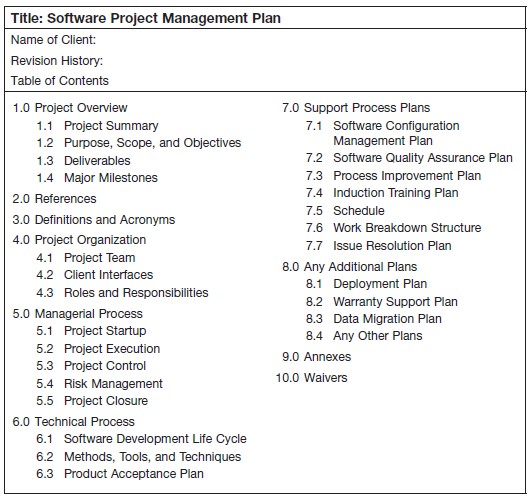 Title: Software Project Management Plan
Name of Client:
Revision History:
Table of Contents
1.0 Project Overview
1.1 Project Summary
1.2 Purpose, Scope, and Objectives
1.3 Deliverables
1.4 Major Milestones
2.0 References
3.0 Definitions and Acronyms
4.0 Project Organization
4.1 Project Team
4.2 Client Interfaces
4.3 Roles and Responsibilities
5.0 Managerial Process
5.1 Project Startup
5.2 Project Execution
5.3 Project Control
5.4 Risk Management
5.5 Project Closure
6.0 Technical Process
6.1 Software Development Life Cycle
6.2 Methods, Tools, and Techniques
6.3 Product Acceptance Plan
7.0 Support Process Plans
7.1 Software Configuration
Management Plan
7.2 Software Quality Assurance Plan
7.3 Process Improvement Plan
7.4 Induction Training Plan
7.5 Schedule
7.6 Work Breakdown Structure
7.7 Issue Resolution Plan
8.0 Any Additional Plans
8.1 Deployment Plan
8.2 Warranty Support Plan
8.3 Data Migration Plan
8.4 Any Other Plans
9.0 Annexes
10.0 Waivers